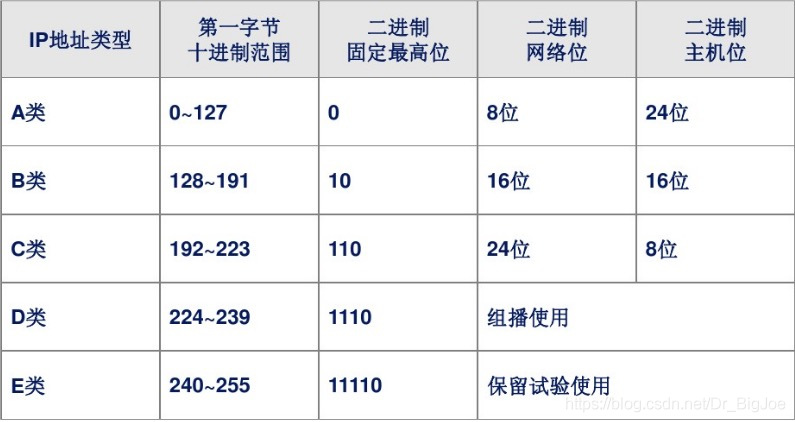 IP地址类型 第一字节 二进制 二进制 二进制
十进制范围 固定最高位 网络位 主机位
A类 0~127 0 8位 24位
B类 128~191 10 16位 16位
C类 192~223 110 24位 8位
D类 224~239 1110 组播使用
E类 240~255 11110 保留试验使用
https://blog.csdn.net/Dr_BigJoe